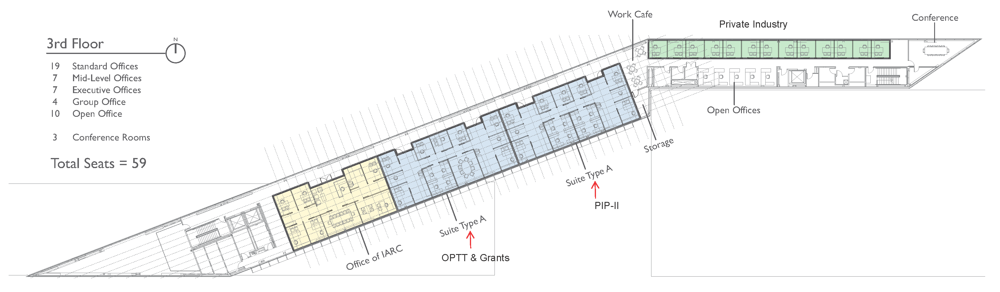 Work Cafe
Private Industry
Conference
3rd Floor
N
19 Standard Offices
7 Mid-Level Offices
7 Executive Offices
4 Group Office
10 Open Office
3 Conference Rooms
Total Seats = 59
Open Offices
Storage
Suite Type A
PIP-II
Suite Type A
OPTT & Grants
Office of IARC